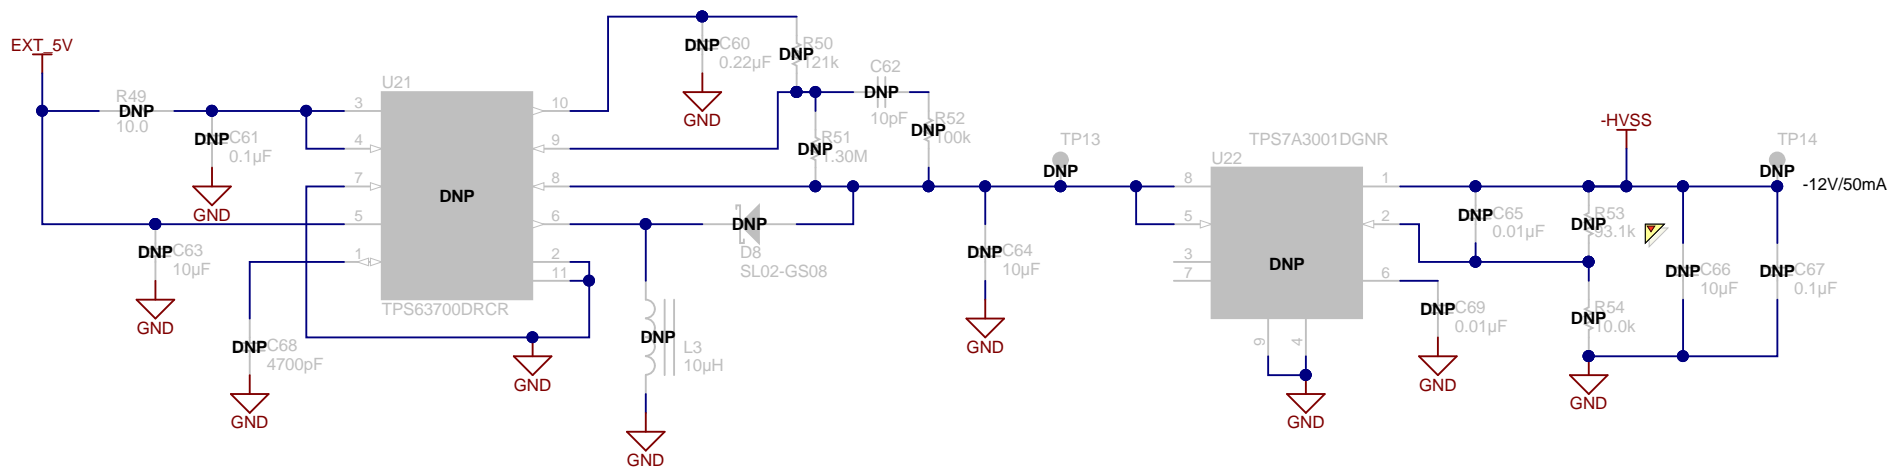 EXT_5V
R49
DNP
10.0
DNP
C61
0.1µF
GND
DNP
C63
10µF
GND
DNP
C68
4700pF
GND
U21
3
4
7
5
1
10
9
8
6
2
11
DNP
TPS63700DRCR
GND
DNP
C60
0.22µF
GND
R50
DNP
121k
C62
DNP
10pF
R51
DNP
1.30M
R52
DNP
100k
DNP
D8
SL02-GS08
DNP
L3
10µH
GND
DNP
C64
10µF
GND
TP13
DNP
TPS7A3001DGNR
U22
8
5
3
7
1
2
6
9
4
DNP
GND
DNP
C65
0.01µF
DNP
C69
0.01µF
GND
R53
DNP
93.1k
R54
DNP
10.0k
GND
-HVSS
DNP
C66
10µF
TP14
DNP
-12V/50mA
DNP
C67
0.1µF